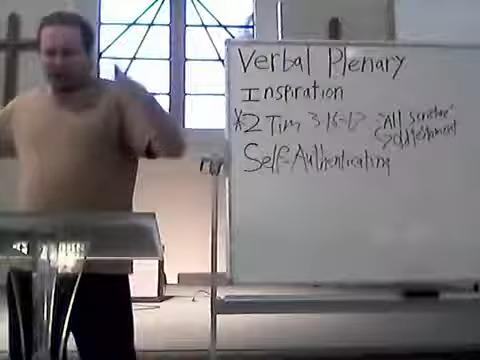 Verbal Plenary
Inspiration
*2 Tim 3:16-17 "All scripture"
Self-Authenticating